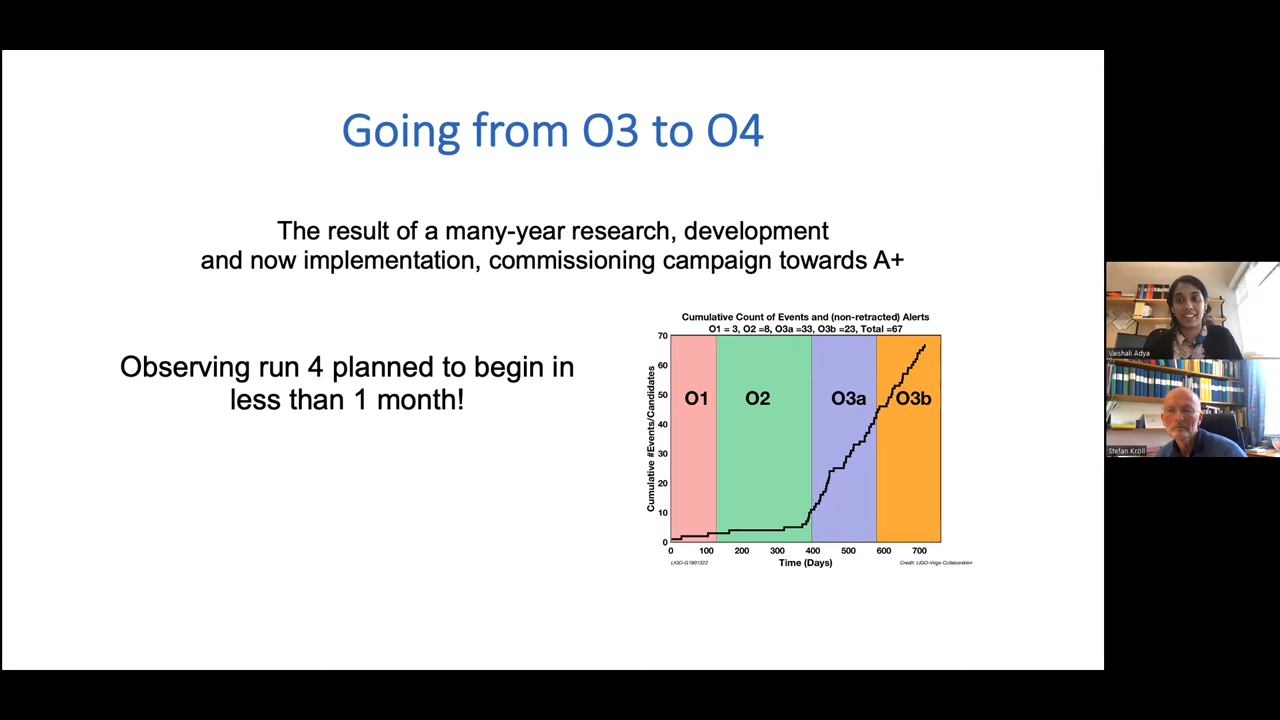 Going from O3 to O4
The result of a many-year research, development
and now implementation, commissioning campaign towards A+
Observing run 4 planned to begin in
less than 1 month!
Cumulative Count of Events and (non-retracted) Alerts
O1 = 3, O2 =8, O3a =33, O3b =23, Total =67
Cumulative #Events/Candidates
70
60
50
40
30
20
10
0
O1
O2
O3a
O3b
0 100 200 300 400 500 600 700
Time (Days)
LIGO-G1901322
Credit: LIGO-Virgo Collaboration
Vaishali Adya
Stefan Kröll